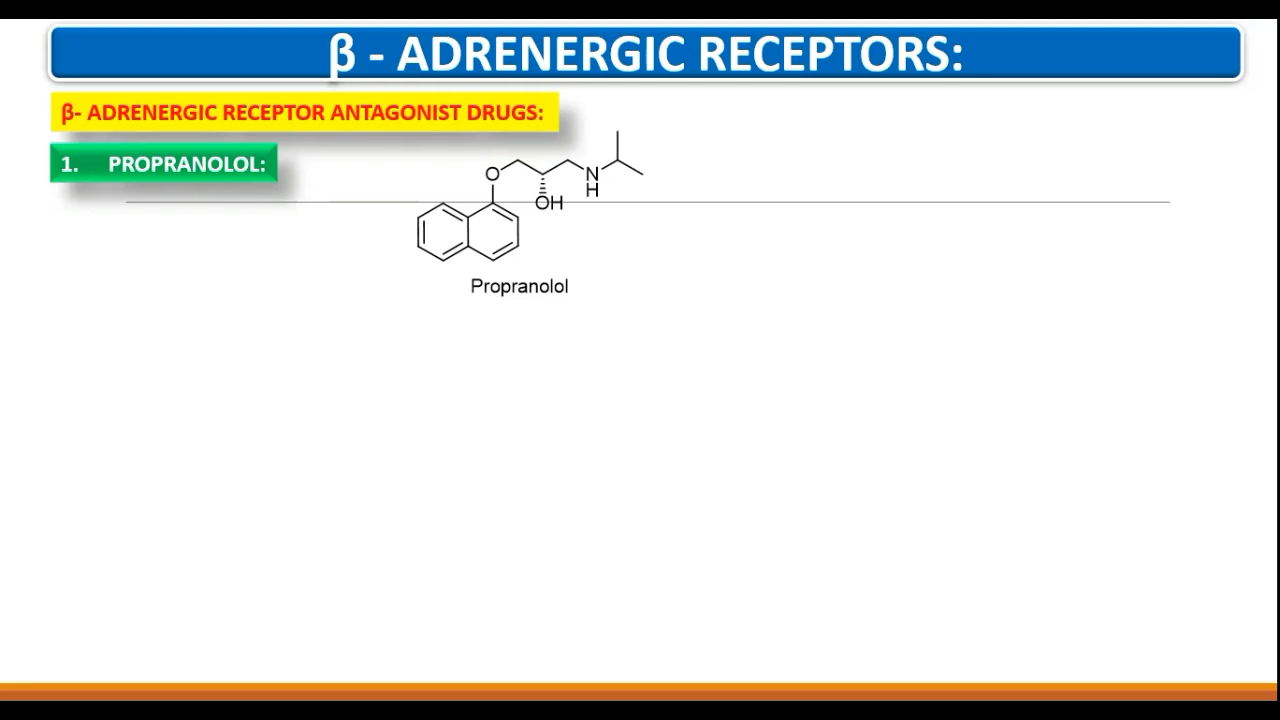 β - ADRENERGIC RECEPTORS:
β- ADRENERGIC RECEPTOR ANTAGONIST DRUGS:
1. PROPRANOLOL:
O
N
H
OH
Propranolol